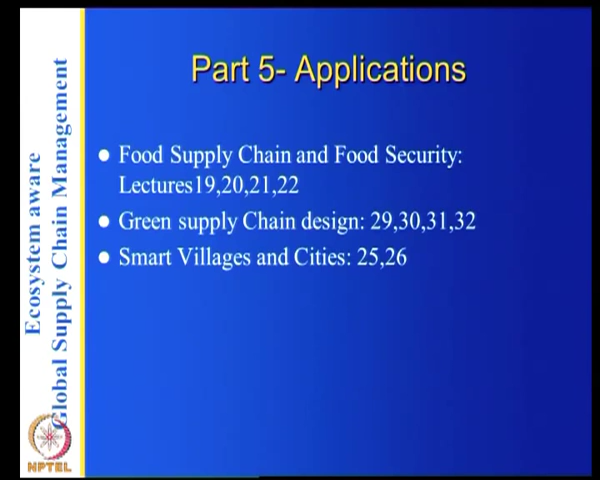 Part 5- Applications
Food Supply Chain and Food Security:
Lectures19,20,21,22
Green supply Chain design: 29,30,31,32
Smart Villages and Cities: 25,26
Ecosystem aware
Global Supply Chain Management
NPTEL